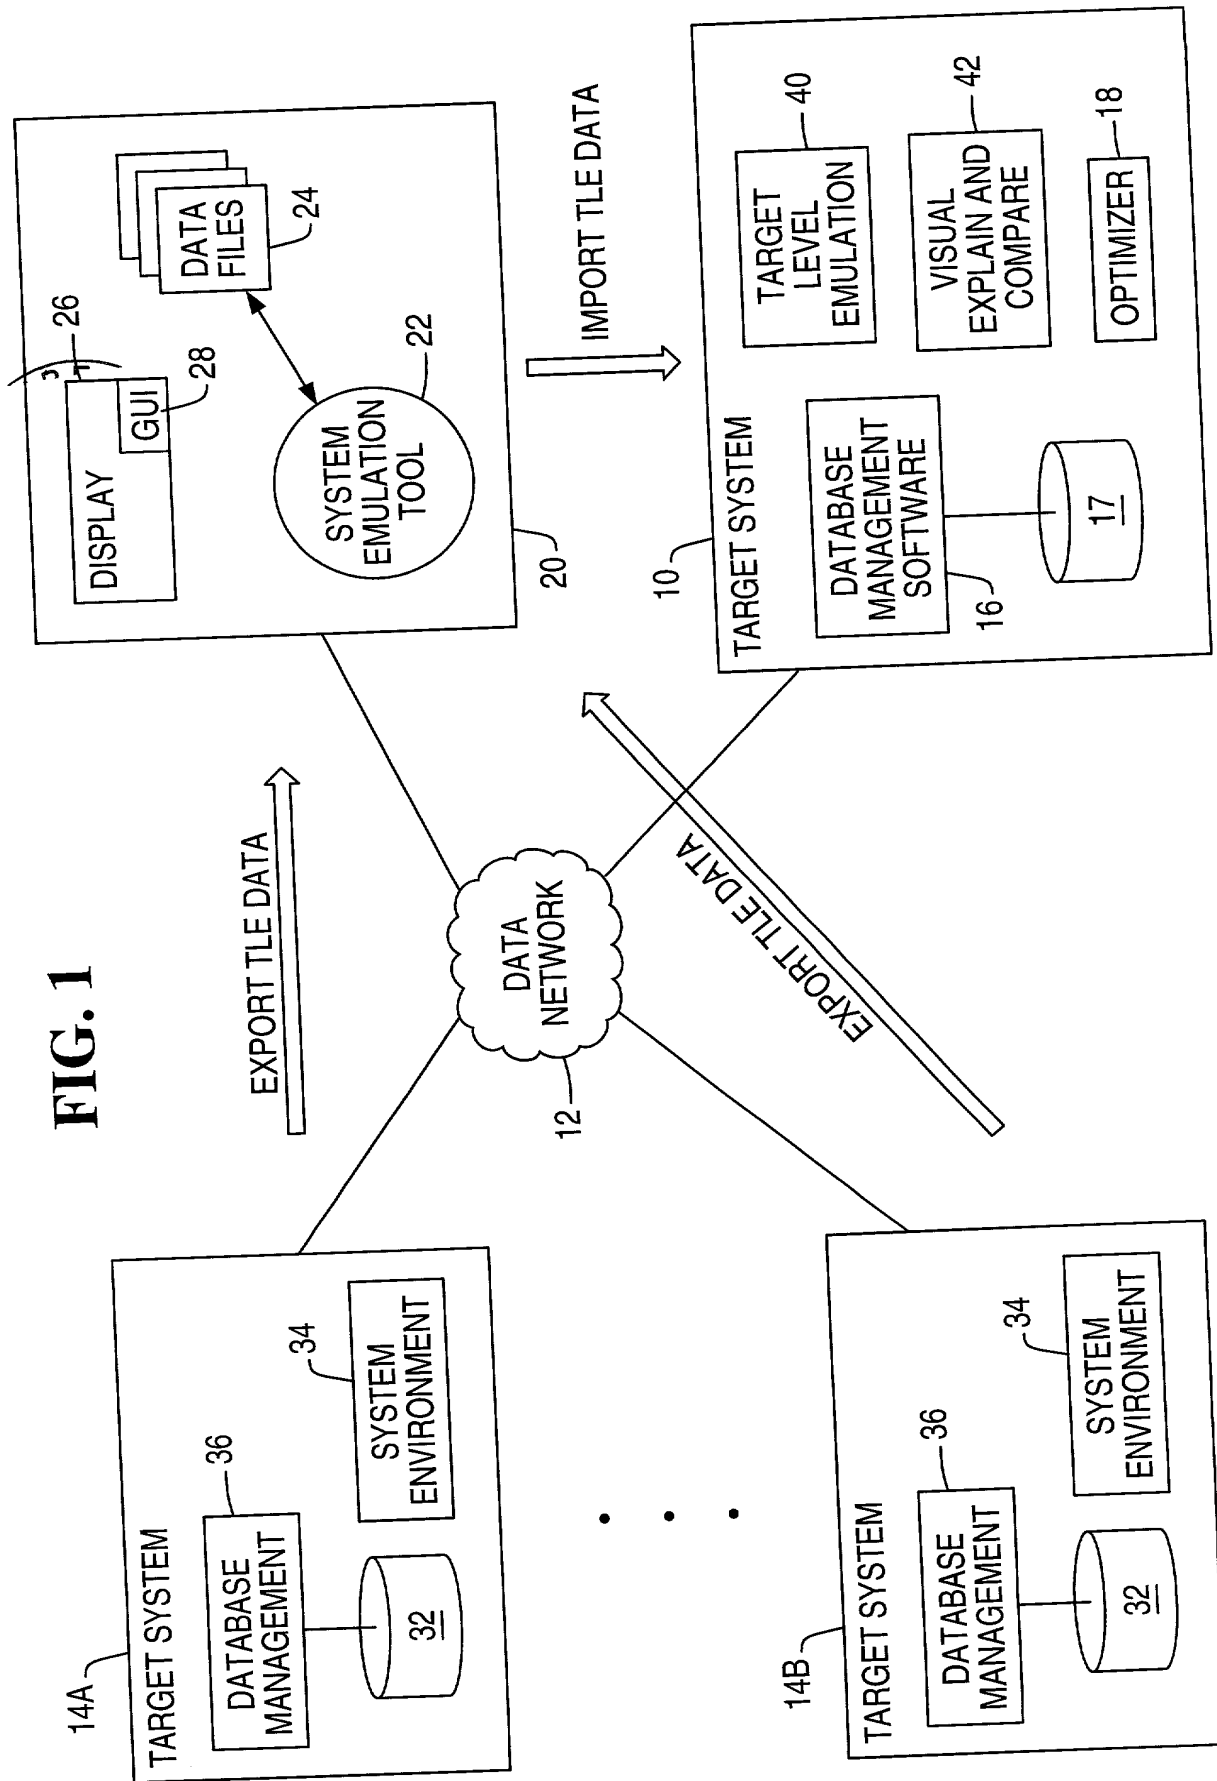 FIG. 1
14A
TARGET SYSTEM
DATABASE
MANAGEMENT
36
32
SYSTEM
ENVIRONMENT
34
14B
TARGET SYSTEM
DATABASE
MANAGEMENT
36
32
SYSTEM
ENVIRONMENT
34
EXPORT TLE DATA
EXPORT TLE DATA
DATA
NETWORK
12
DISPLAY
GUI
26
28
DATA
FILES
24
SYSTEM
EMULATION
TOOL
22
20
IMPORT TLE DATA
10
TARGET SYSTEM
DATABASE
MANAGEMENT
SOFTWARE
16
17
TARGET
LEVEL
EMULATION
40
VISUAL
EXPLAIN AND
COMPARE
42
OPTIMIZER
18